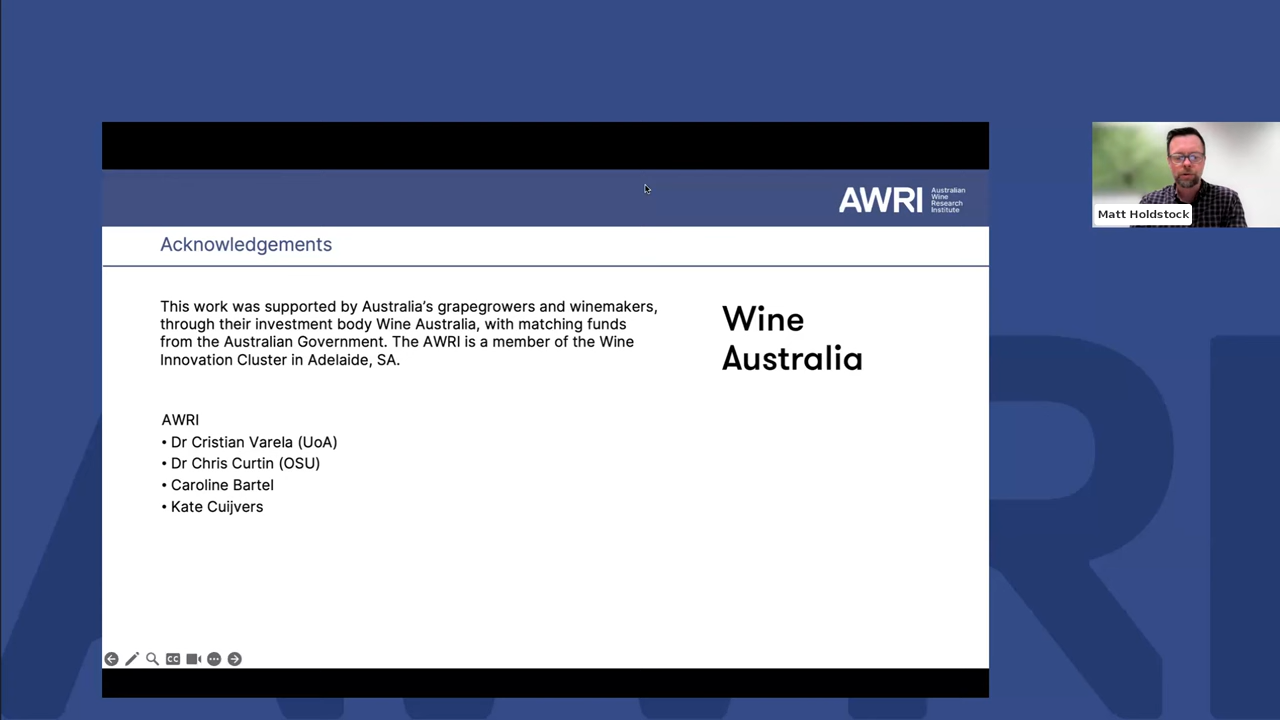 AWRI
Australian
Wine
Research
Institute
Matt Holdstock
Acknowledgements
This work was supported by Australia’s grapegrowers and winemakers,
through their investment body Wine Australia, with matching funds
from the Australian Government. The AWRI is a member of the Wine
Innovation Cluster in Adelaide, SA.
Wine
Australia
AWRI
• Dr Cristian Varela (UoA)
• Dr Chris Curtin (OSU)
• Caroline Bartel
• Kate Cuijvers
CC
AWRI